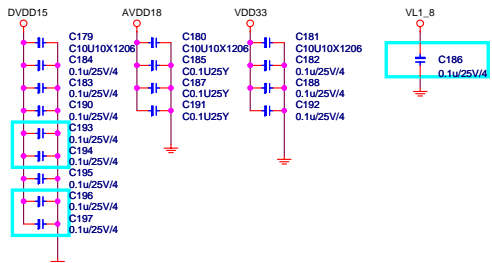 DVDD15
C179
C10U10X1206
C184
0.1u/25V/4
C183
0.1u/25V/4
C190
0.1u/25V/4
C193
0.1u/25V/4
C194
0.1u/25V/4
C195
0.1u/25V/4
C196
0.1u/25V/4
C197
0.1u/25V/4
AVDD18
C180
C10U10X1206
C185
C0.1U25Y
C187
C0.1U25Y
C191
C0.1U25Y
VDD33
C181
C10U10X1206
C182
0.1u/25V/4
C188
0.1u/25V/4
C192
0.1u/25V/4
VL1_8
C186
0.1u/25V/4